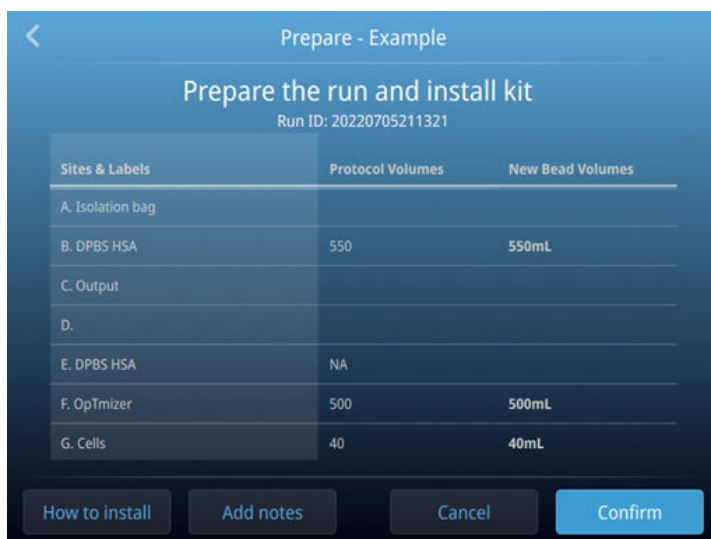 Prepare - Example
Prepare the run and install kit
Run ID: 20220705211321
Sites & Labels Protocol Volumes New Bead Volumes
A. Isolation bag
B. DPBS HSA 550 550mL
C. Output
D.
E. DPBS HSA NA
F. OpTmizer 500 500mL
G. Cells 40 40mL
How to install Add notes Cancel Confirm